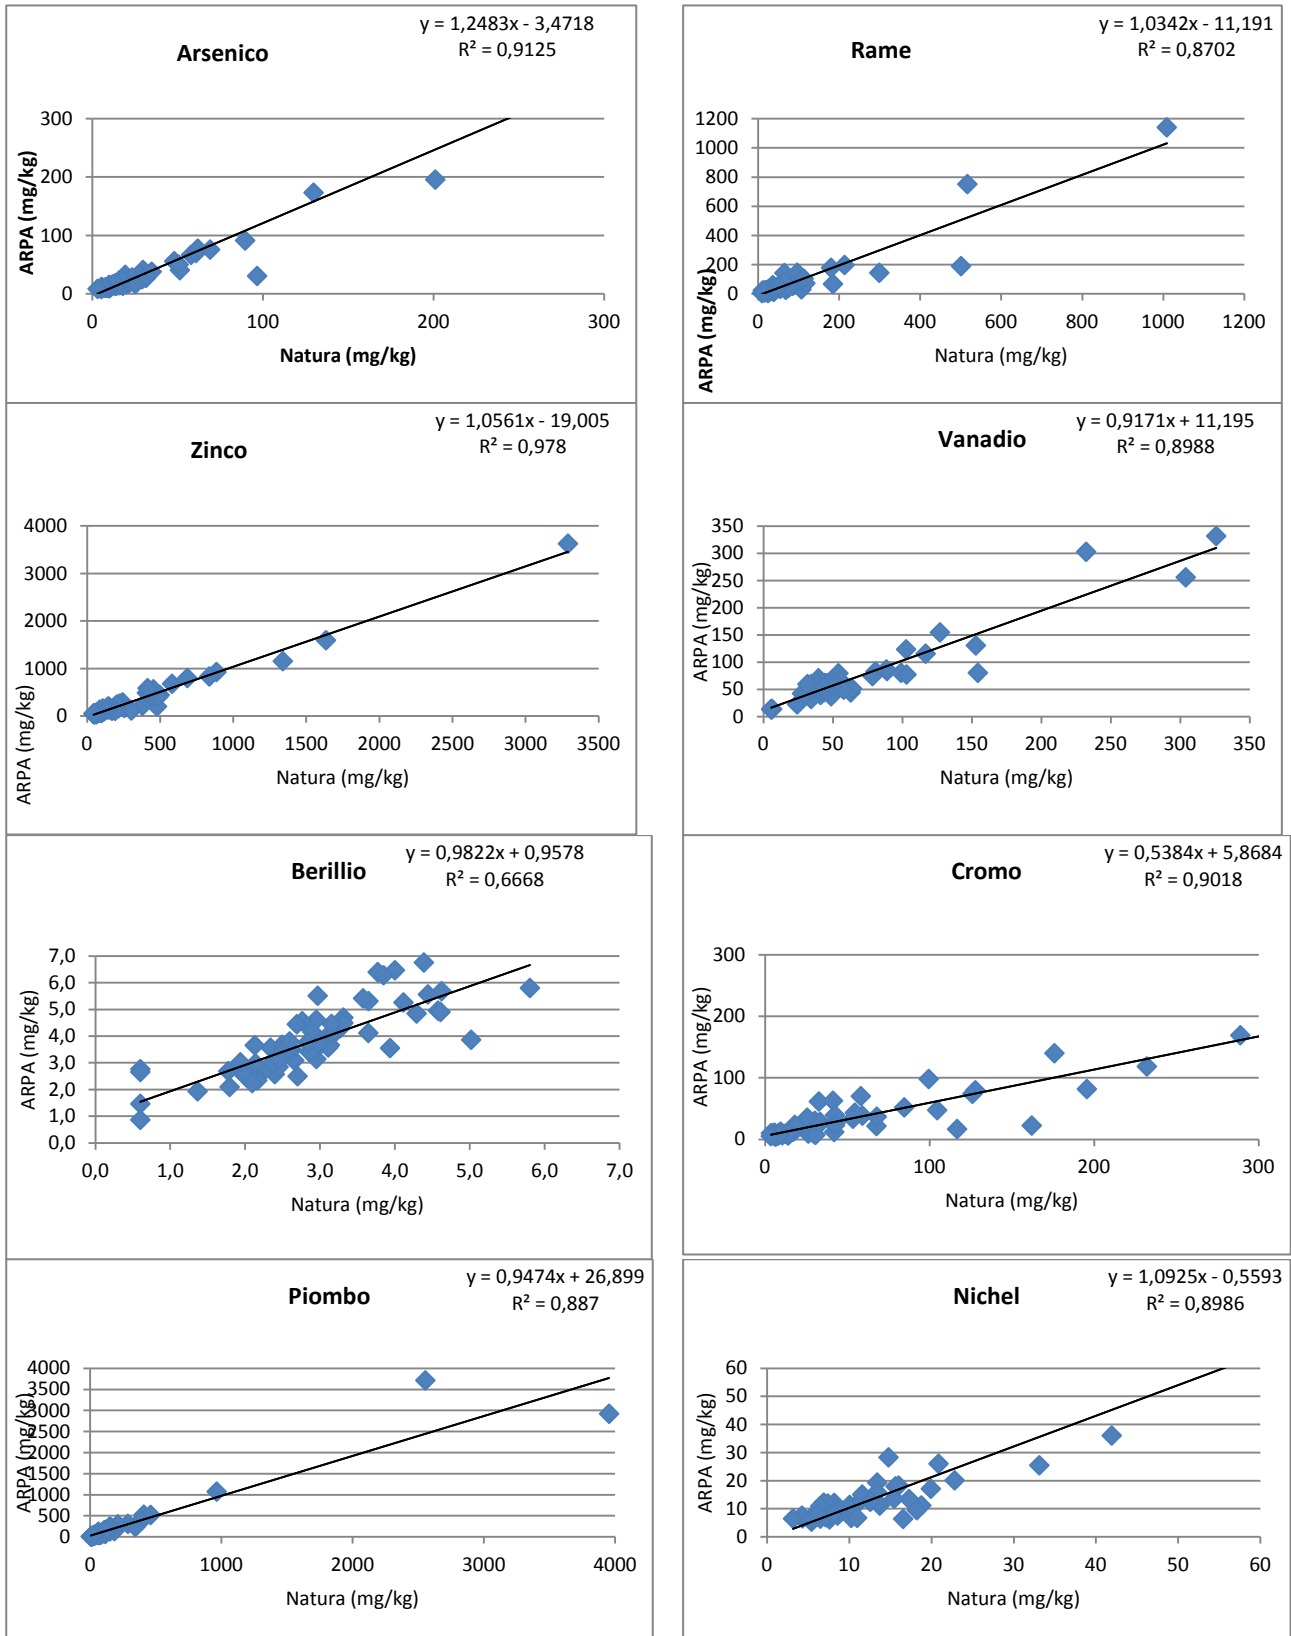 Arsenico
y = 1,2483x - 3,4718
R² = 0,9125
300
200
100
0
0 100 200 300
ARPA (mg/kg)
Natura (mg/kg)
Rame
y = 1,0342x - 11,191
R² = 0,8702
1200
1000
800
600
400
200
0
0 200 400 600 800 1000 1200
ARPA (mg/kg)
Natura (mg/kg)
Zinco
y = 1,0561x - 19,005
R² = 0,978
4000
3000
2000
1000
0
0 500 1000 1500 2000 2500 3000 3500
ARPA (mg/kg)
Natura (mg/kg)
Vanadio
y = 0,9171x + 11,195
R² = 0,8988
350
300
250
200
150
100
50
0
0 50 100 150 200 250 300 350
ARPA (mg/kg)
Natura (mg/kg)
Berillio
y = 0,9822x + 0,9578
R² = 0,6668
7,0
6,0
5,0
4,0
3,0
2,0
1,0
0,0
0,0 1,0 2,0 3,0 4,0 5,0 6,0 7,0
ARPA (mg/kg)
Natura (mg/kg)
Cromo
y = 0,5384x + 5,8684
R² = 0,9018
300
200
100
0
0 100 200 300
ARPA (mg/kg)
Natura (mg/kg)
Piombo
y = 0,9474x + 26,899
R² = 0,887
4000
3500
3000
2500
2000
1500
1000
500
0
0 1000 2000 3000 4000
ARPA (mg/kg)
Natura (mg/kg)
Nichel
y = 1,0925x - 0,5593
R² = 0,8986
60
50
40
30
20
10
0
0 10 20 30 40 50 60
ARPA (mg/kg)
Natura (mg/kg)